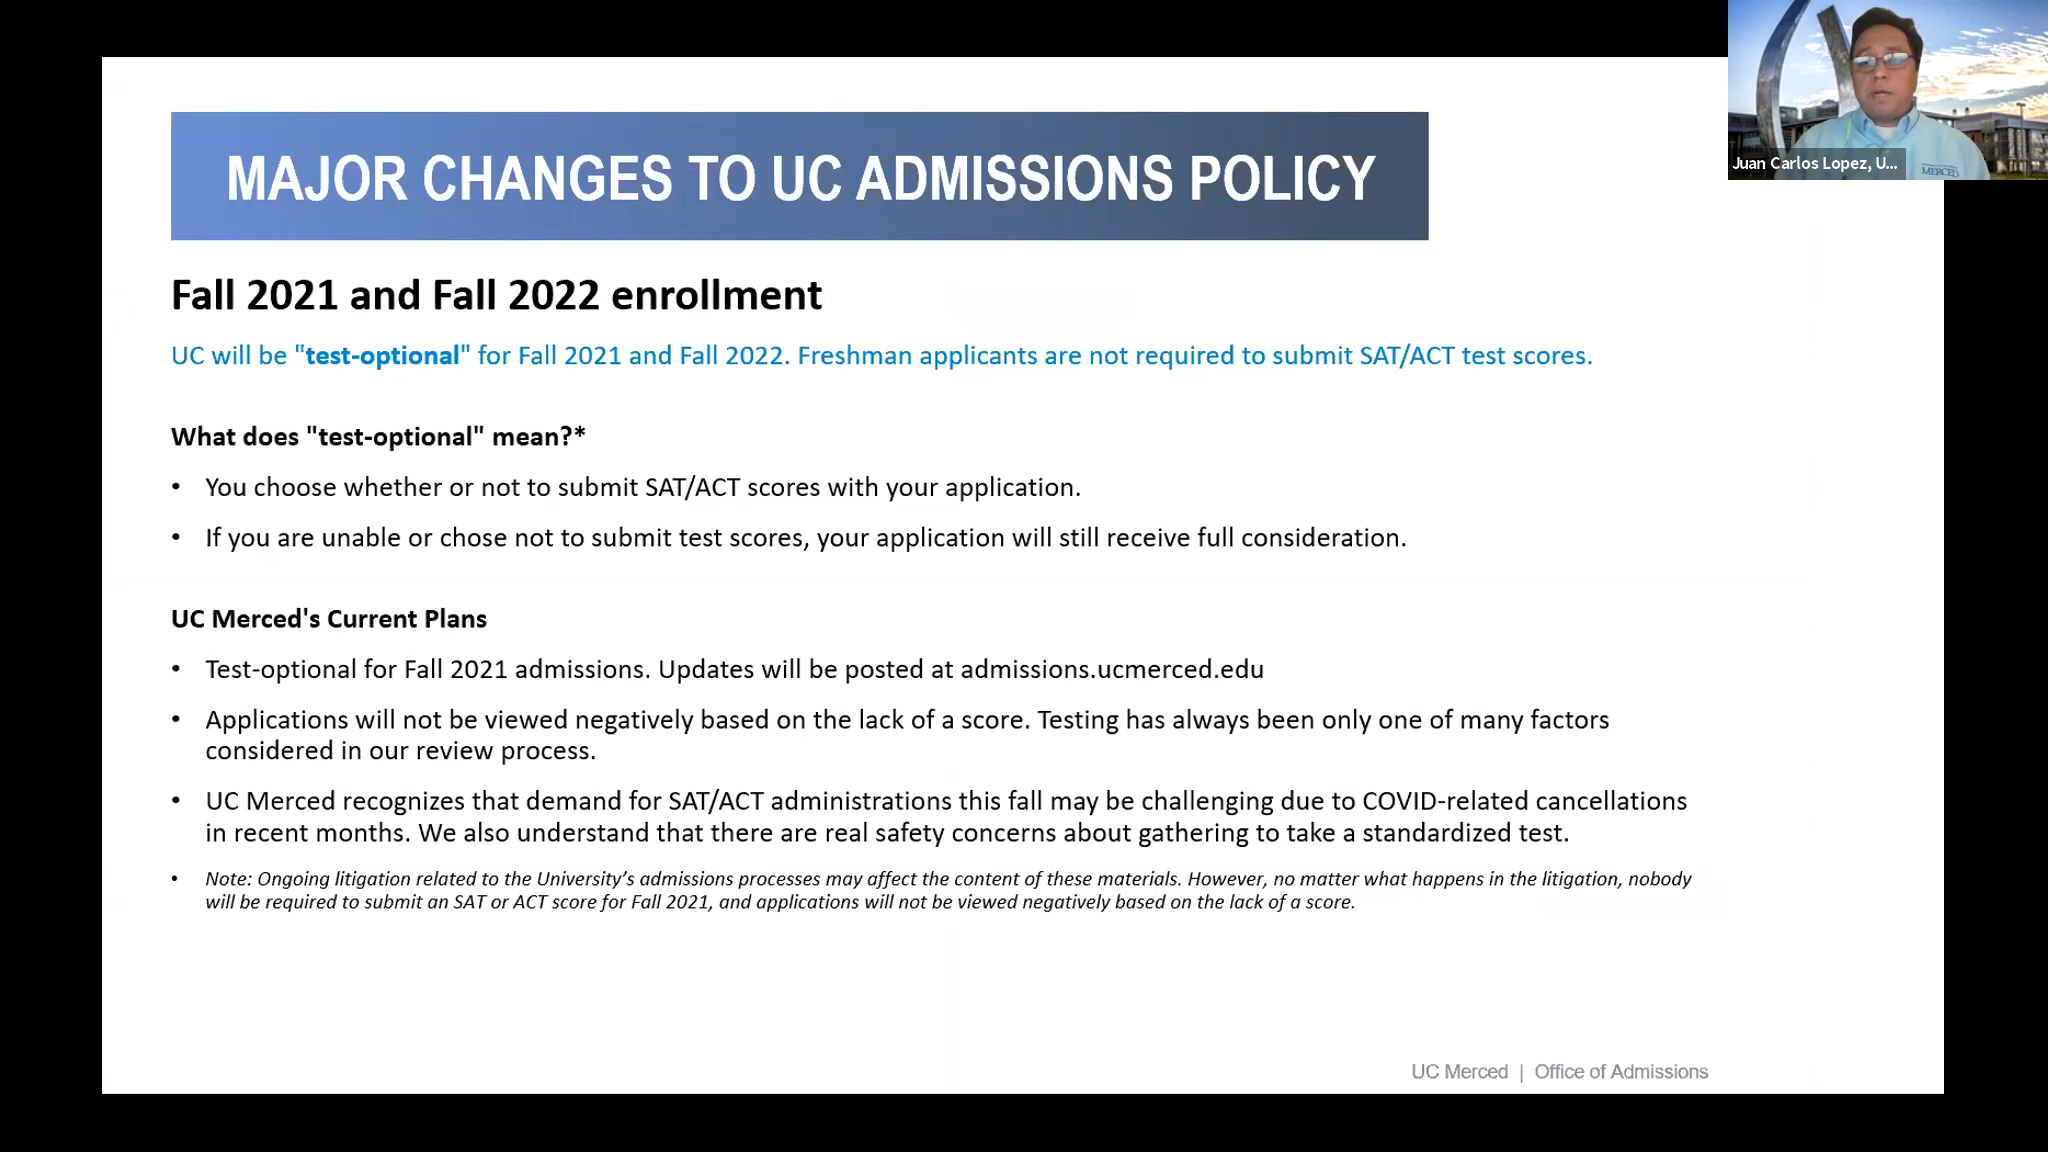 MAJOR CHANGES TO UC ADMISSIONS POLICY
Juan Carlos Lopez, U...
MERCED
Fall 2021 and Fall 2022 enrollment
UC will be "test-optional" for Fall 2021 and Fall 2022. Freshman applicants are not required to submit SAT/ACT test scores.
What does "test-optional" mean?*
• You choose whether or not to submit SAT/ACT scores with your application.
• If you are unable or chose not to submit test scores, your application will still receive full consideration.
UC Merced's Current Plans
• Test-optional for Fall 2021 admissions. Updates will be posted at admissions.ucmerced.edu
• Applications will not be viewed negatively based on the lack of a score. Testing has always been only one of many factors
considered in our review process.
• UC Merced recognizes that demand for SAT/ACT administrations this fall may be challenging due to COVID-related cancellations
in recent months. We also understand that there are real safety concerns about gathering to take a standardized test.
• Note: Ongoing litigation related to the University’s admissions processes may affect the content of these materials. However, no matter what happens in the litigation, nobody
will be required to submit an SAT or ACT score for Fall 2021, and applications will not be viewed negatively based on the lack of a score.
UC Merced | Office of Admissions